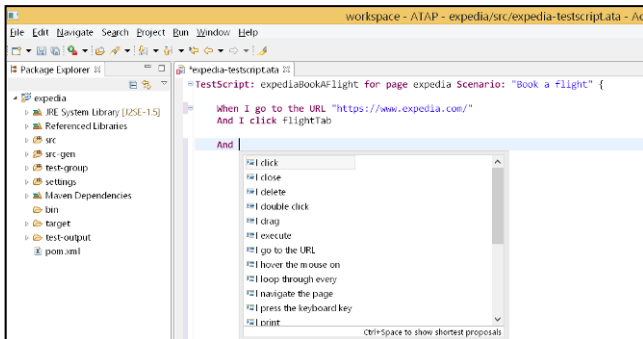 workspace - ATAP - expedia/src/expedia-testscript.ata - Ac
File Edit Navigate Search Project Run Window Help
Package Explorer
*expedia-testscript.ata
TestScript: expediaBookAFlight for page expedia Scenario: "Book a flight" {
expedia
JRE System Library [J2SE-1.5]
Referenced Libraries
src
src-gen
test-group
settings
Maven Dependencies
bin
target
test-output
pom.xml
When I go to the URL "https://www.expedia.com/"
And I click flightTab
And
I click
I close
I delete
I double click
I drag
I execute
I go to the URL
I hover the mouse on
I loop through every
I navigate the page
I press the keyboard key
I print
Ctrl+Space to show shortest proposals